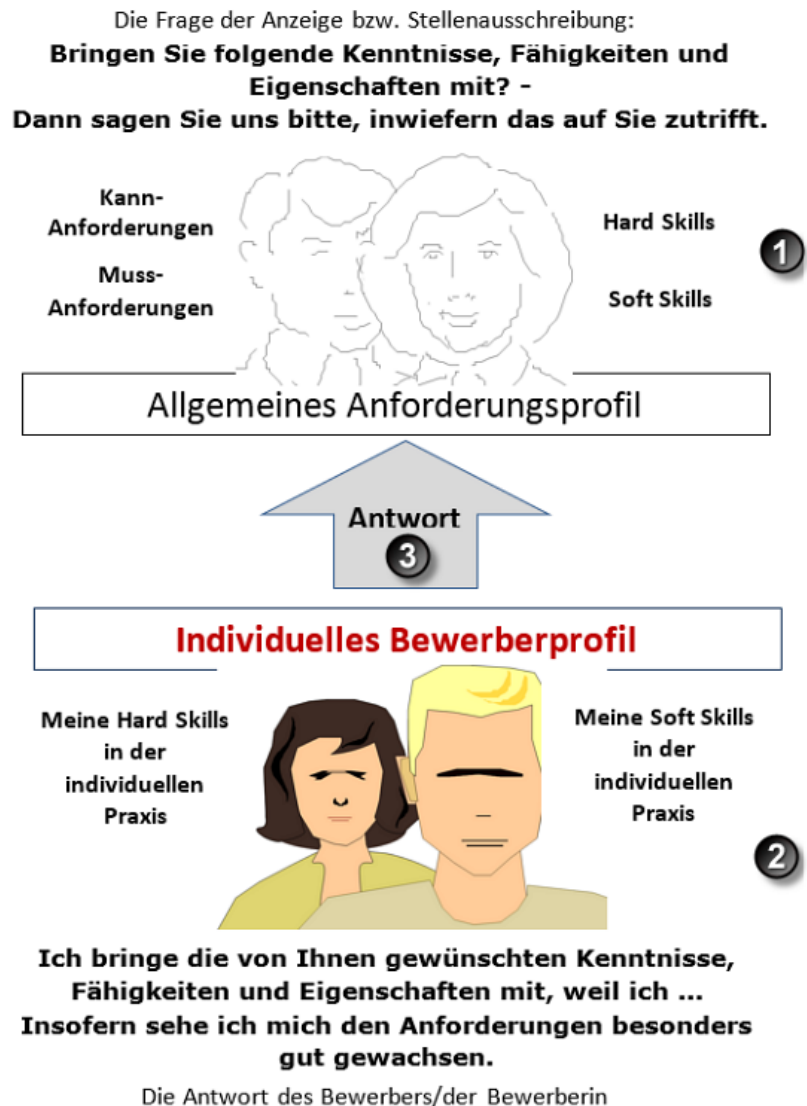 Die Frage der Anzeige bzw. Stellenausschreibung:
Bringen Sie folgende Kenntnisse, Fähigkeiten und
Eigenschaften mit? –
Dann sagen Sie uns bitte, inwiefern das auf Sie zutrifft.
Kann-
Anforderungen
Muss-
Anforderungen
Hard Skills
Soft Skills
1
Allgemeines Anforderungsprofil
Antwort
3
Individuelles Bewerberprofil
Meine Hard Skills
in der
individuellen
Praxis
Meine Soft Skills
in der
individuellen
Praxis
2
Ich bringe die von Ihnen gewünschten Kenntnisse,
Fähigkeiten und Eigenschaften mit, weil ich ...
Insofern sehe ich mich den Anforderungen besonders
gut gewachsen.
Die Antwort des Bewerbers/der Bewerberin